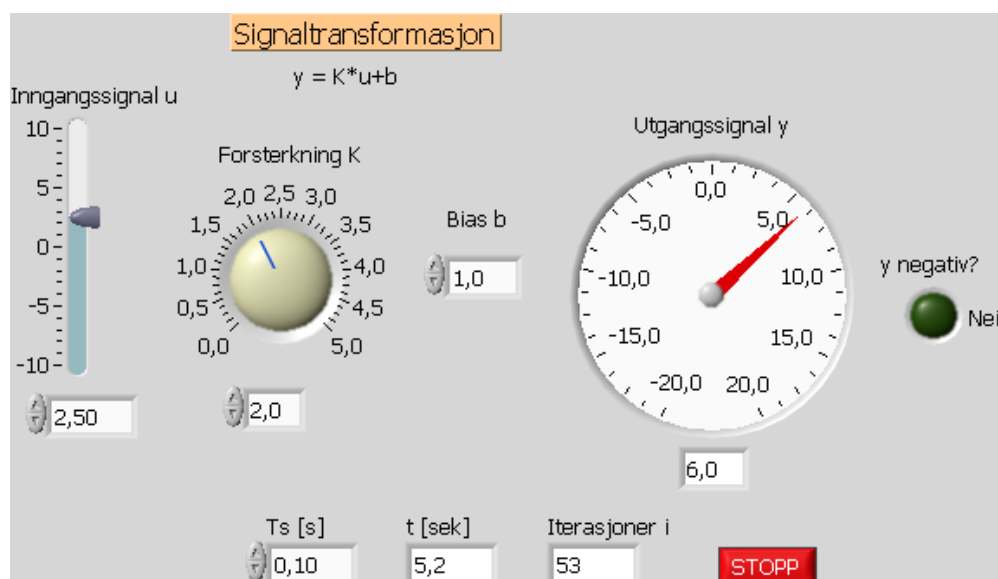 Signaltransformasjon
y = K*u+b
Inngangssignal u
10
5
0
-5
-10
2,50
Forsterkning K
0,0
0,5
1,0
1,5
2,0
2,5
3,0
3,5
4,0
4,5
5,0
2,0
Bias b
1,0
Utgangssignal y
-20,0
-15,0
-10,0
-5,0
0,0
5,0
10,0
15,0
20,0
6,0
y negativ?
Nei
Ts [s]
0,10
t [sek]
5,2
Iterasjoner i
53
STOPP